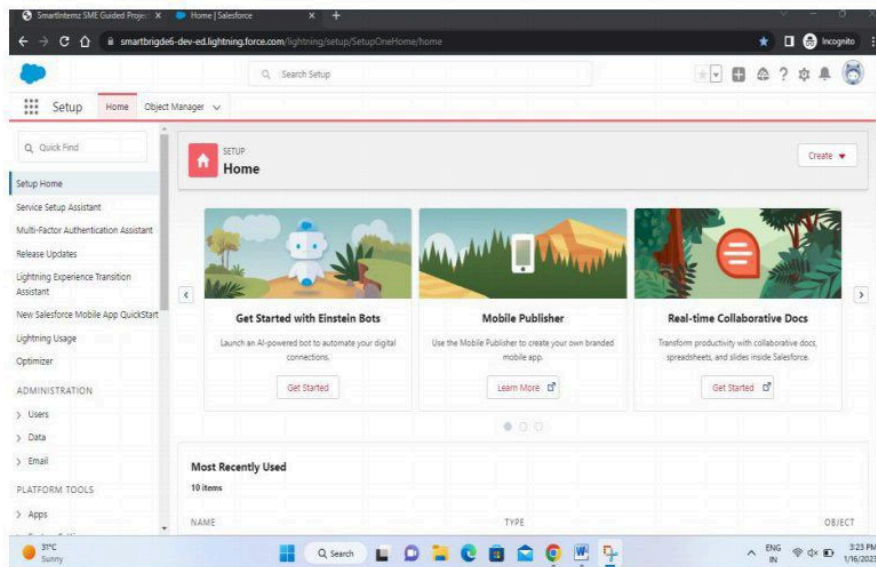 SmartInternz SME Guided Proje
Home | Salesforce
smartbrigde6-dev-ed.lightning.force.com/lightning/setup/SetupOneHome/home
Incognito
Search Setup
Setup
Home
Object Manager
Quick Find
Setup Home
Service Setup Assistant
Multi-Factor Authentication Assistant
Release Updates
Lightning Experience Transition
Assistant
New Salesforce Mobile App QuickStart
Lightning Usage
Optimizer
ADMINISTRATION
Users
Data
Email
PLATFORM TOOLS
Apps
SETUP
Home
Create
Get Started with Einstein Bots
Launch an AI-powered bot to automate your digital
connections.
Get Started
Mobile Publisher
Use the Mobile Publisher to create your own branded
mobile app.
Learn More
Real-time Collaborative Docs
Transform productivity with collaborative docs,
spreadsheets, and slides inside Salesforce.
Get Started
Most Recently Used
10 items
NAME
TYPE
OBJECT
31°C
Sunny
Search
ENG
IN
3:23 PM
1/16/2023